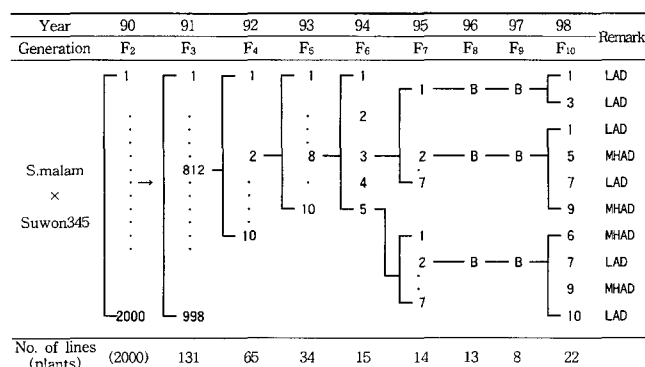 Year 90 91 92 93 94 95 96 97 98 Remark
Generation F2 F3 F4 F5 F6 F7 F8 F9 F10
1 1 1 1 1 1 LAD
1 B B
3 LAD
2
1 LAD
812 2 8 3 2 B B 5 MHAD
S.malam → 4 7 7 LAD
× 10 5 9 MHAD
Suwon345 10 1 6 MHAD
2 B B 7 LAD
9 MHAD
7
2000 998 10 LAD
No. of lines (2000) 131 65 34 15 14 13 8 22
(plants)